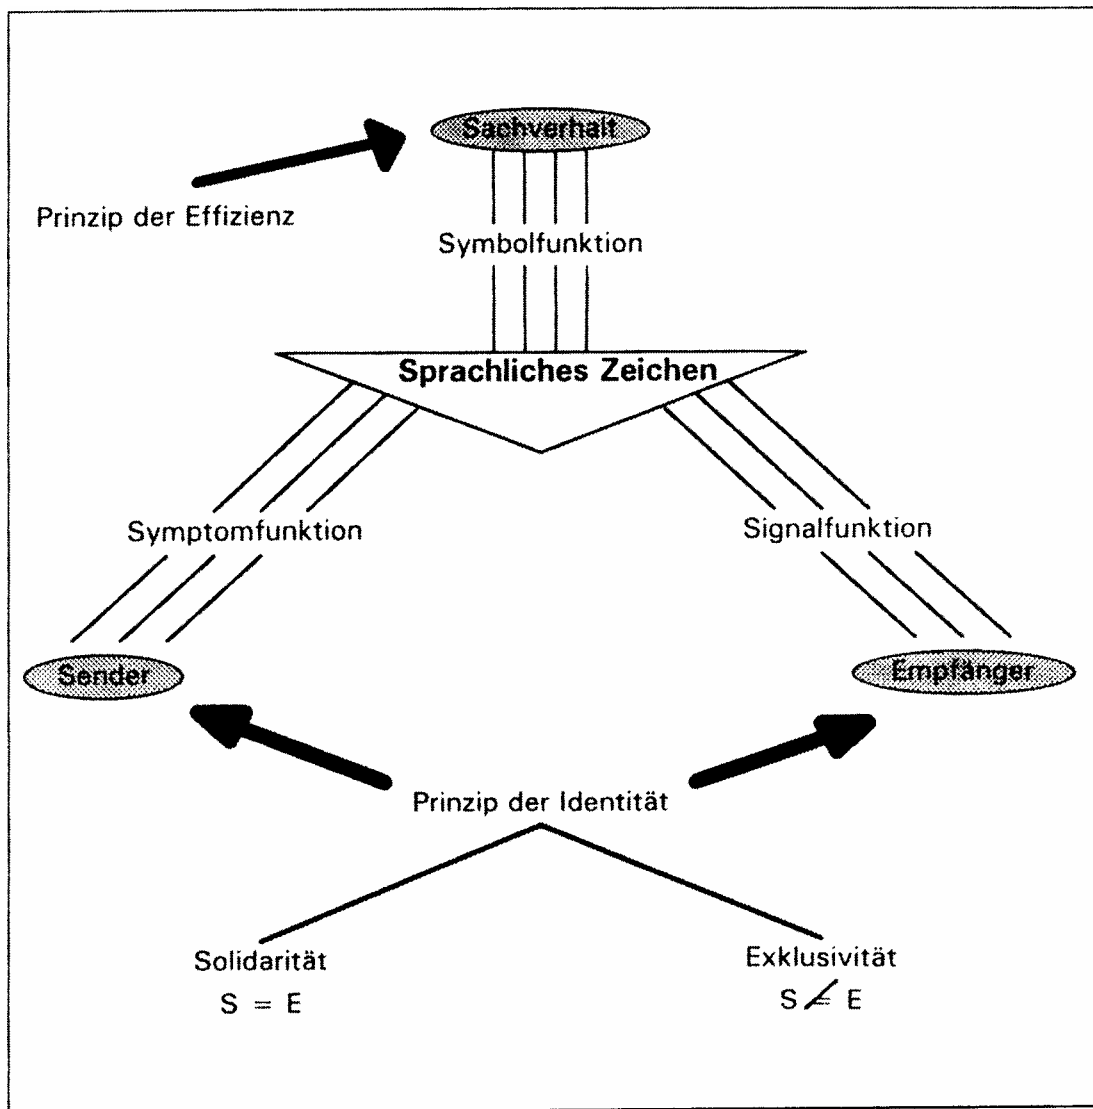 Sachverhalt
Prinzip der Effizienz
Symbolfunktion
Sprachliches Zeichen
Symptomfunktion
Signalfunktion
Sender
Empfänger
Prinzip der Identität
Solidarität
Exklusivität
S = E
S ≠ E